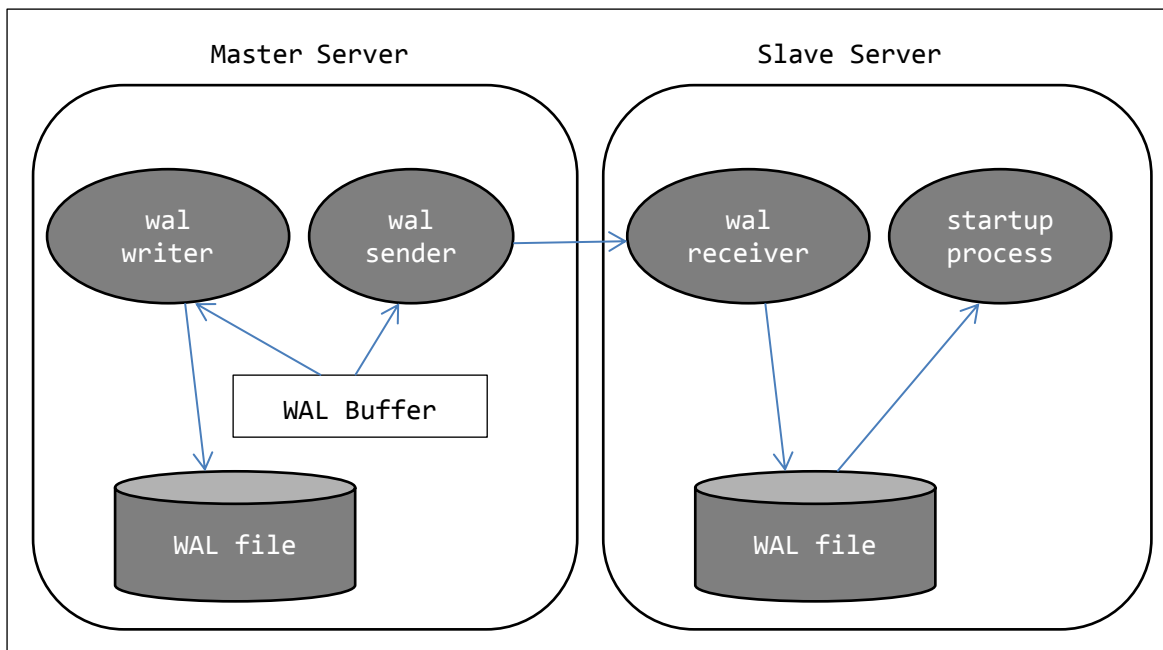 Master Server
Slave Server
wal
writer
wal
sender
wal
receiver
startup
process
WAL Buffer
WAL file
WAL file